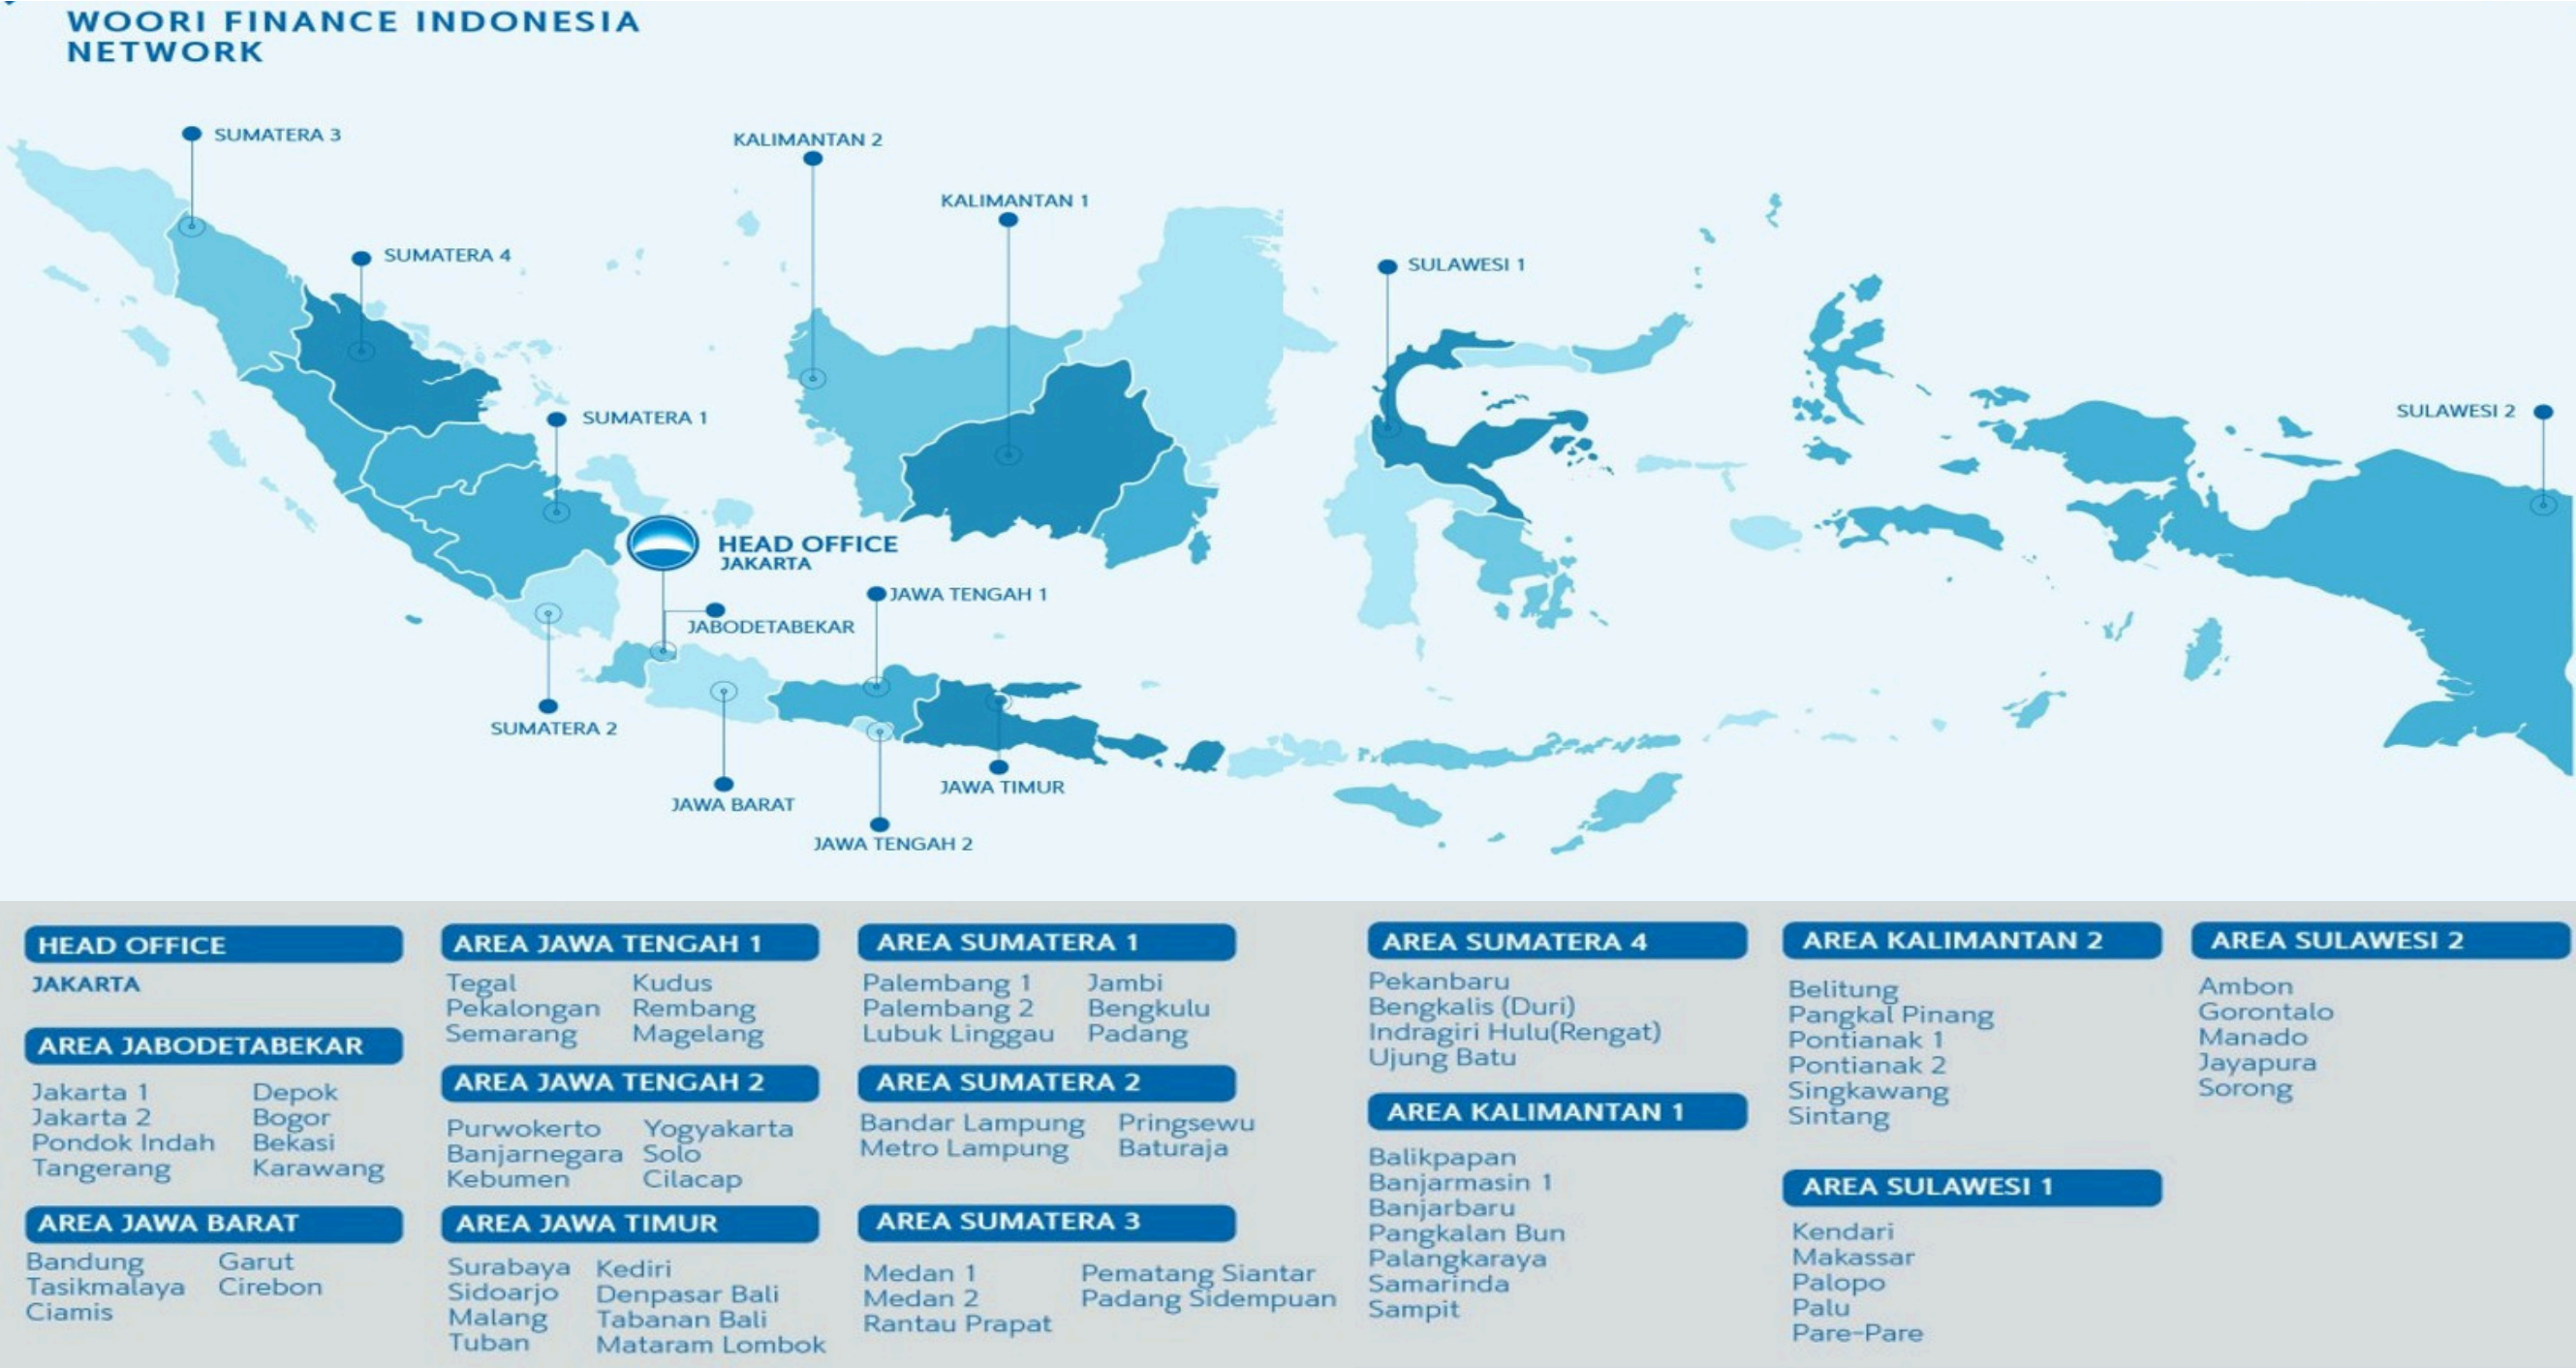 WOORI FINANCE INDONESIA
NETWORK
SUMATERA 3
KALIMANTAN 2
KALIMANTAN 1
SUMATERA 4
SULAWESI 1
SULAWESI 2
SUMATERA 1
HEAD OFFICE
JAKARTA
JAWA TENGAH 1
JABODETABEKAR
SUMATERA 2
JAWA BARAT
JAWA TIMUR
JAWA TENGAH 2
HEAD OFFICE
JAKARTA
AREA JABODETABEKAR
Jakarta 1 Depok
Jakarta 2 Bogor
Pondok Indah Bekasi
Tangerang Karawang
AREA JAWA BARAT
Bandung Garut
Tasikmalaya Cirebon
Ciamis
AREA JAWA TENGAH 1
Tegal Kudus
Pekalongan Rembang
Semarang Magelang
AREA JAWA TENGAH 2
Purwokerto Yogyakarta
Banjarnegara Solo
Kebumen Cilacap
AREA JAWA TIMUR
Surabaya Kediri
Sidoarjo Denpasar Bali
Malang Tabanan Bali
Tuban Mataram Lombok
AREA SUMATERA 1
Palembang 1 Jambi
Palembang 2 Bengkulu
Lubuk Linggau Padang
AREA SUMATERA 2
Bandar Lampung Pringsewu
Metro Lampung Baturaja
AREA SUMATERA 3
Medan 1 Pematang Siantar
Medan 2 Padang Sidempuan
Rantau Prapat
AREA SUMATERA 4
Pekanbaru
Bengkalis (Duri)
Indragiri Hulu(Rengat)
Ujung Batu
AREA KALIMANTAN 1
Balikpapan
Banjarmasin 1
Banjarbaru
Pangkalan Bun
Palangkaraya
Samarinda
Sampit
AREA KALIMANTAN 2
Belitung
Pangkal Pinang
Pontianak 1
Pontianak 2
Singkawang
Sintang
AREA SULAWESI 1
Kendari
Makassar
Palopo
Palu
Pare-Pare
AREA SULAWESI 2
Ambon
Gorontalo
Manado
Jayapura
Sorong